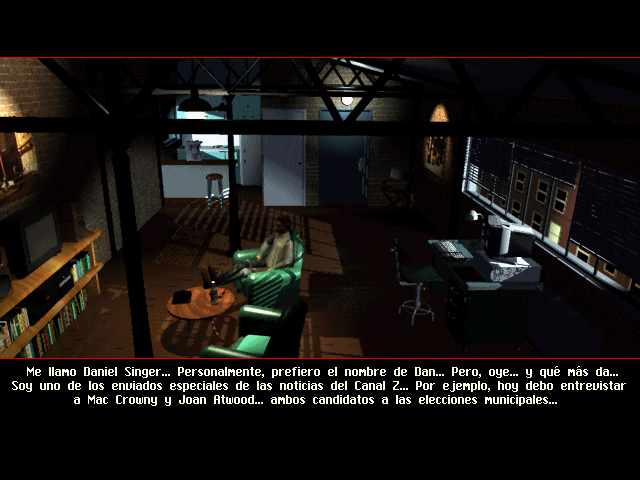 Me llamo Daniel Singer... Personalmente, prefiero el nombre de Dan... Pero, oye... y qué más da...
Soy uno de los enviados especiales de las noticias del Canal 2... Por ejemplo, hoy debo entrevistar
a Mac Crowny y Joan Atwood... ambos candidatos a las elecciones municipales...